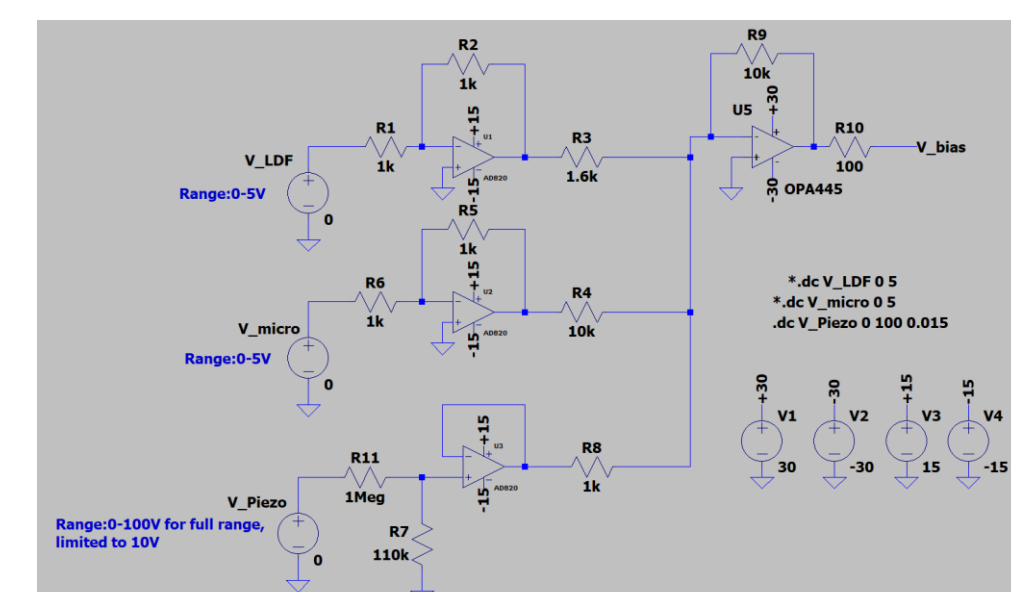 R2
1k
+15
U1
AD820
-15
R1
1k
V_LDF
Range:0-5V
0
R3
1.6k
R9
10k
U5
+30
-30
OPA445
R10
100
V_bias
R5
1k
+15
U2
AD820
-15
R6
1k
V_micro
Range:0-5V
0
R4
10k
*.dc V_LDF 0 5
*.dc V_micro 0 5
.dc V_Piezo 0 100 0.015
+15
U3
AD820
-15
R11
1Meg
V_Piezo
Range:0-100V for full range,
limited to 10V
0
R7
110k
R8
1k
+30
V1
30
-30
V2
-30
+15
V3
15
-15
V4
-15